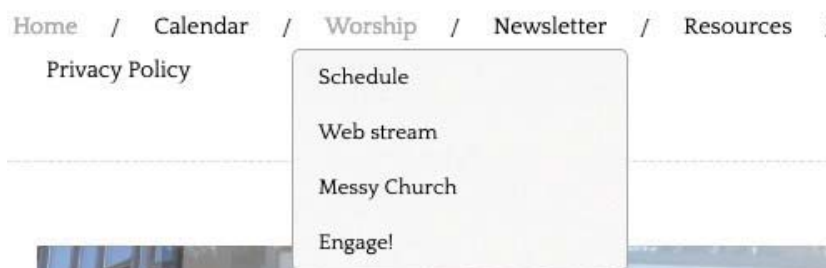 Home / Calendar / Worship / Newsletter / Resources /
Privacy Policy
Schedule
Web stream
Messy Church
Engage!